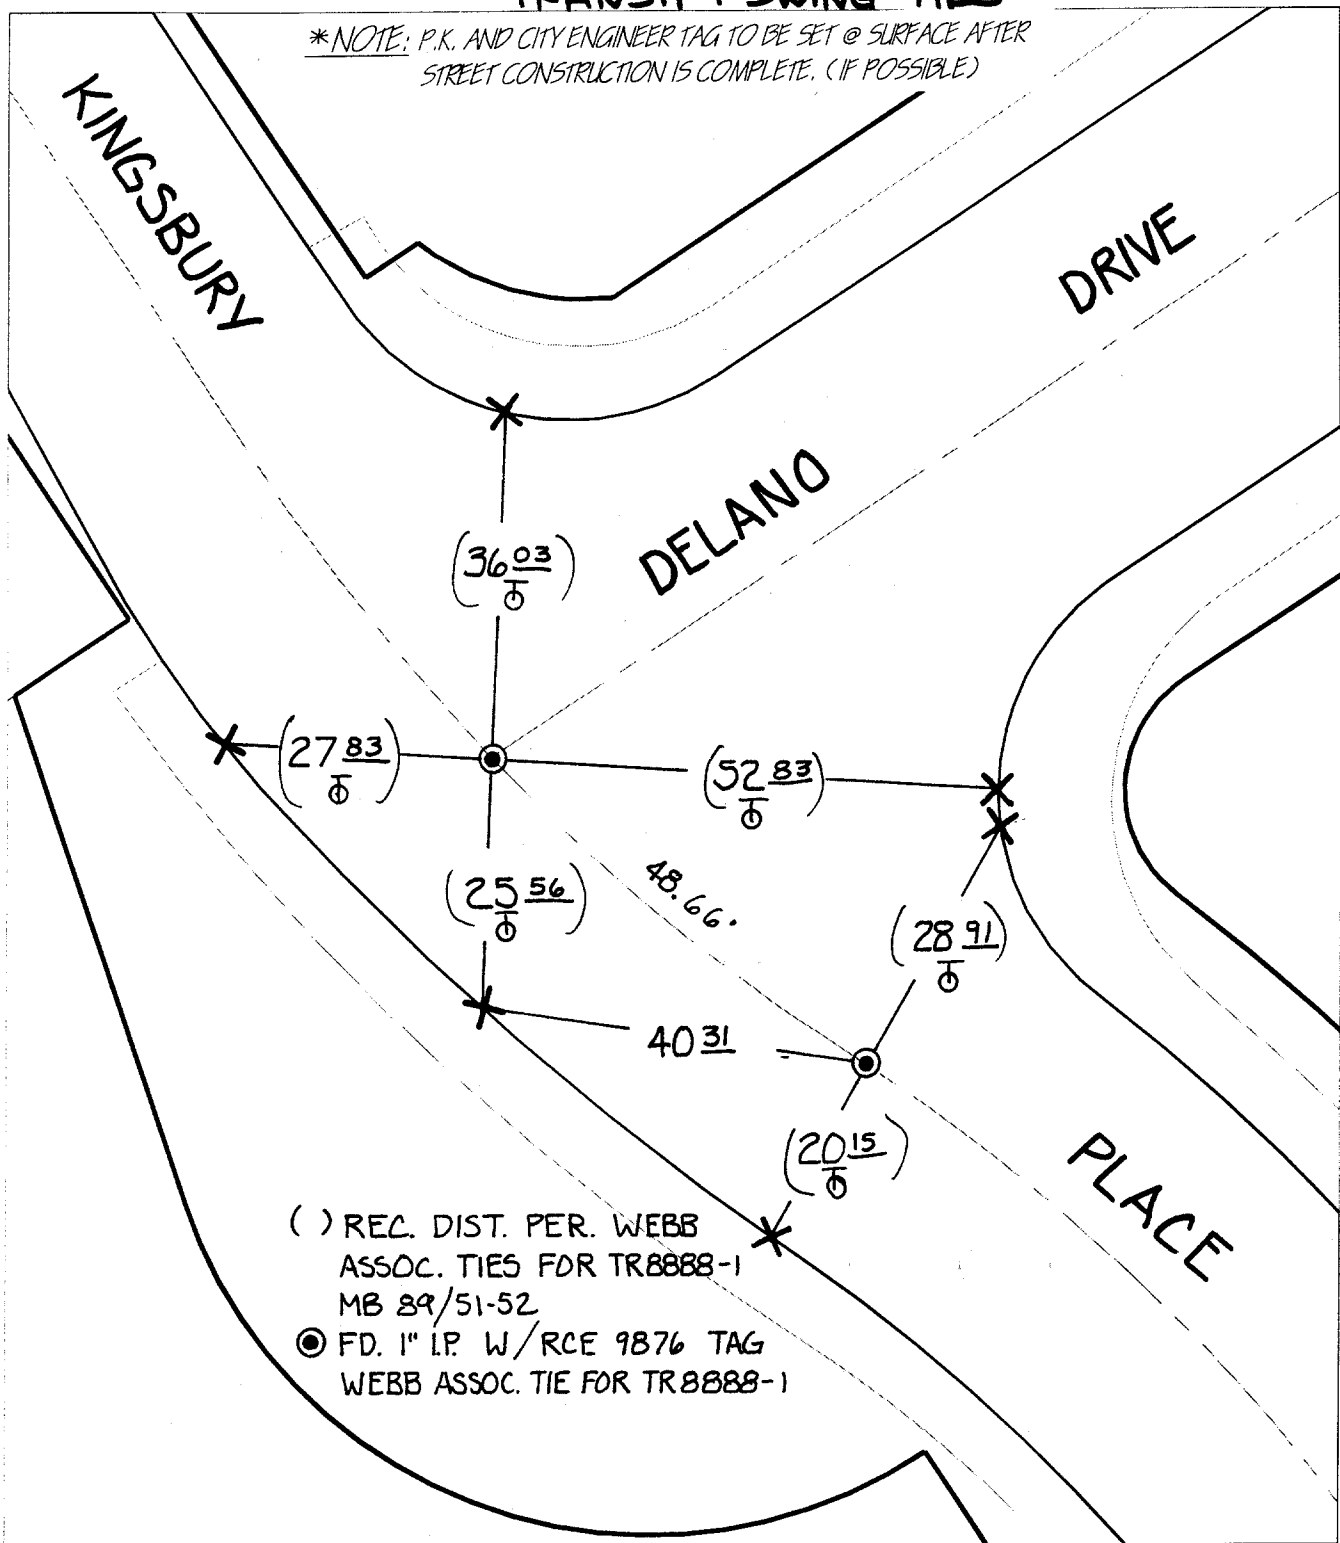 TRANSIT & SWING TIES
*NOTE: P.K. AND CITY ENGINEER TAG TO BE SET @ SURFACE AFTER
STREET CONSTRUCTION IS COMPLETE. (IF POSSIBLE)
KINGSBURY
DRIVE
DELANO
(36 03)
(27 83)
(52 83)
(25 56)
48.66'
(28 91)
40 31
(20 15)
PLACE
( ) REC. DIST. PER. WEBB
ASSOC. TIES FOR TR8888-1
MB 89/51-52
FD. 1" I.P. W/RCE 9876 TAG
WEBB ASSOC. TIE FOR TR8888-1